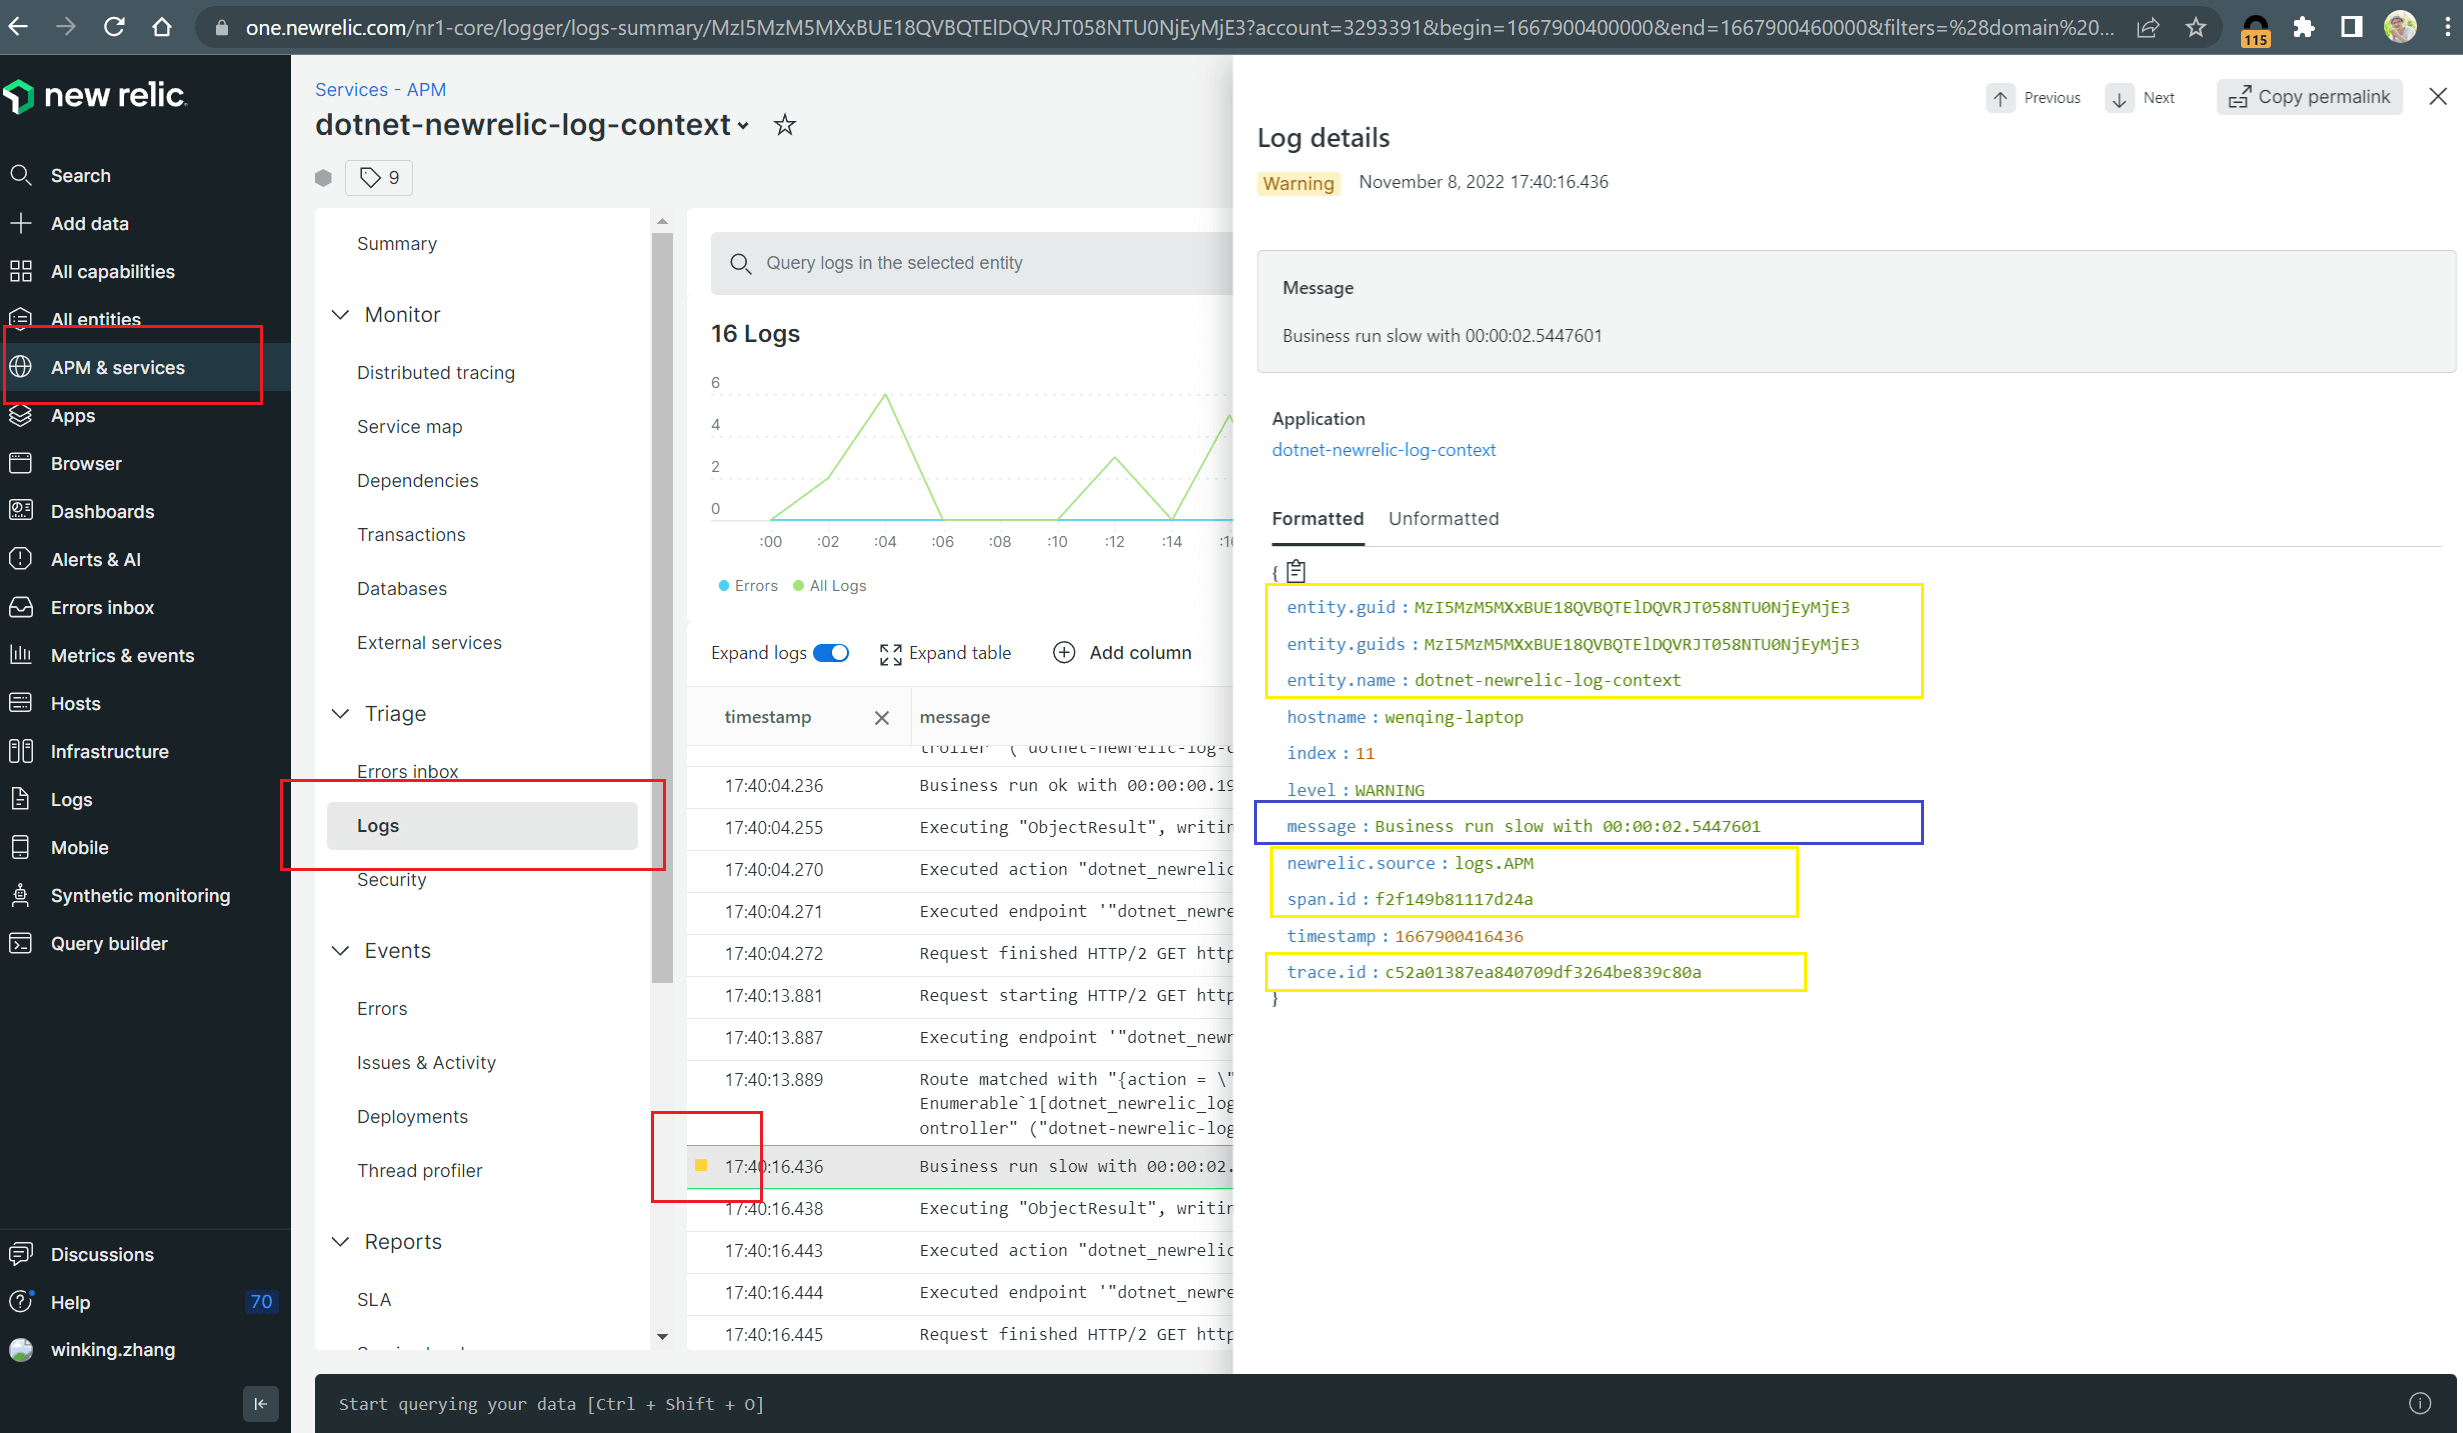 one.newrelic.com/nr1-core/logger/logs-summary/MzI5MzM5MXxBUE18QVBQTElDQVRJT058NTU0NjEyMjE3?account=3293391&begin=1667900400000&end=1667900460000&filters=%28domain%20...
115
new relic
Search
Add data
All capabilities
All entities
APM & services
Apps
Browser
Dashboards
Alerts & AI
Errors inbox
Metrics & events
Hosts
Infrastructure
Logs
Mobile
Synthetic monitoring
Query builder
Discussions
Help 70
winking.zhang
Services - APM
dotnet-newrelic-log-context
9
Summary
Monitor
Distributed tracing
Service map
Dependencies
Transactions
Databases
External services
Triage
Errors inbox
Logs
Security
Events
Errors
Issues & Activity
Deployments
Thread profiler
Reports
SLA
Query logs in the selected entity
16 Logs
6
4
2
0
:00 :02 :04 :06 :08 :10 :12 :14 :16
Errors All Logs
Expand logs Expand table Add column
timestamp message
troller" ("dotnet-newrelic-log-c
17:40:04.236 Business run ok with 00:00:00.19
17:40:04.255 Executing "ObjectResult", writin
17:40:04.270 Executed action "dotnet_newrelic
17:40:04.271 Executed endpoint '"dotnet_newre
17:40:04.272 Request finished HTTP/2 GET http
17:40:13.881 Request starting HTTP/2 GET http
17:40:13.887 Executing endpoint '"dotnet_newr
17:40:13.889 Route matched with "{action = \"
Enumerable`1[dotnet_newrelic_log
ontroller" ("dotnet-newrelic-log
17:40:16.436 Business run slow with 00:00:02.
17:40:16.438 Executing "ObjectResult", writin
17:40:16.443 Executed action "dotnet_newrelic
17:40:16.444 Executed endpoint '"dotnet_newre
17:40:16.445 Request finished HTTP/2 GET http
Start querying your data [Ctrl + Shift + O]
Previous Next Copy permalink
Log details
Warning November 8, 2022 17:40:16.436
Message
Business run slow with 00:00:02.5447601
Application
dotnet-newrelic-log-context
Formatted Unformatted
{
entity.guid : MzI5MzM5MXxBUE18QVBQTElDQVRJT058NTU0NjEyMjE3
entity.guids : MzI5MzM5MXxBUE18QVBQTElDQVRJT058NTU0NjEyMjE3
entity.name : dotnet-newrelic-log-context
hostname : wenqing-laptop
index : 11
level : WARNING
message : Business run slow with 00:00:02.5447601
newrelic.source : logs.APM
span.id : f2f149b81117d24a
timestamp : 1667900416436
trace.id : c52a01387ea840709df3264be839c80a
}